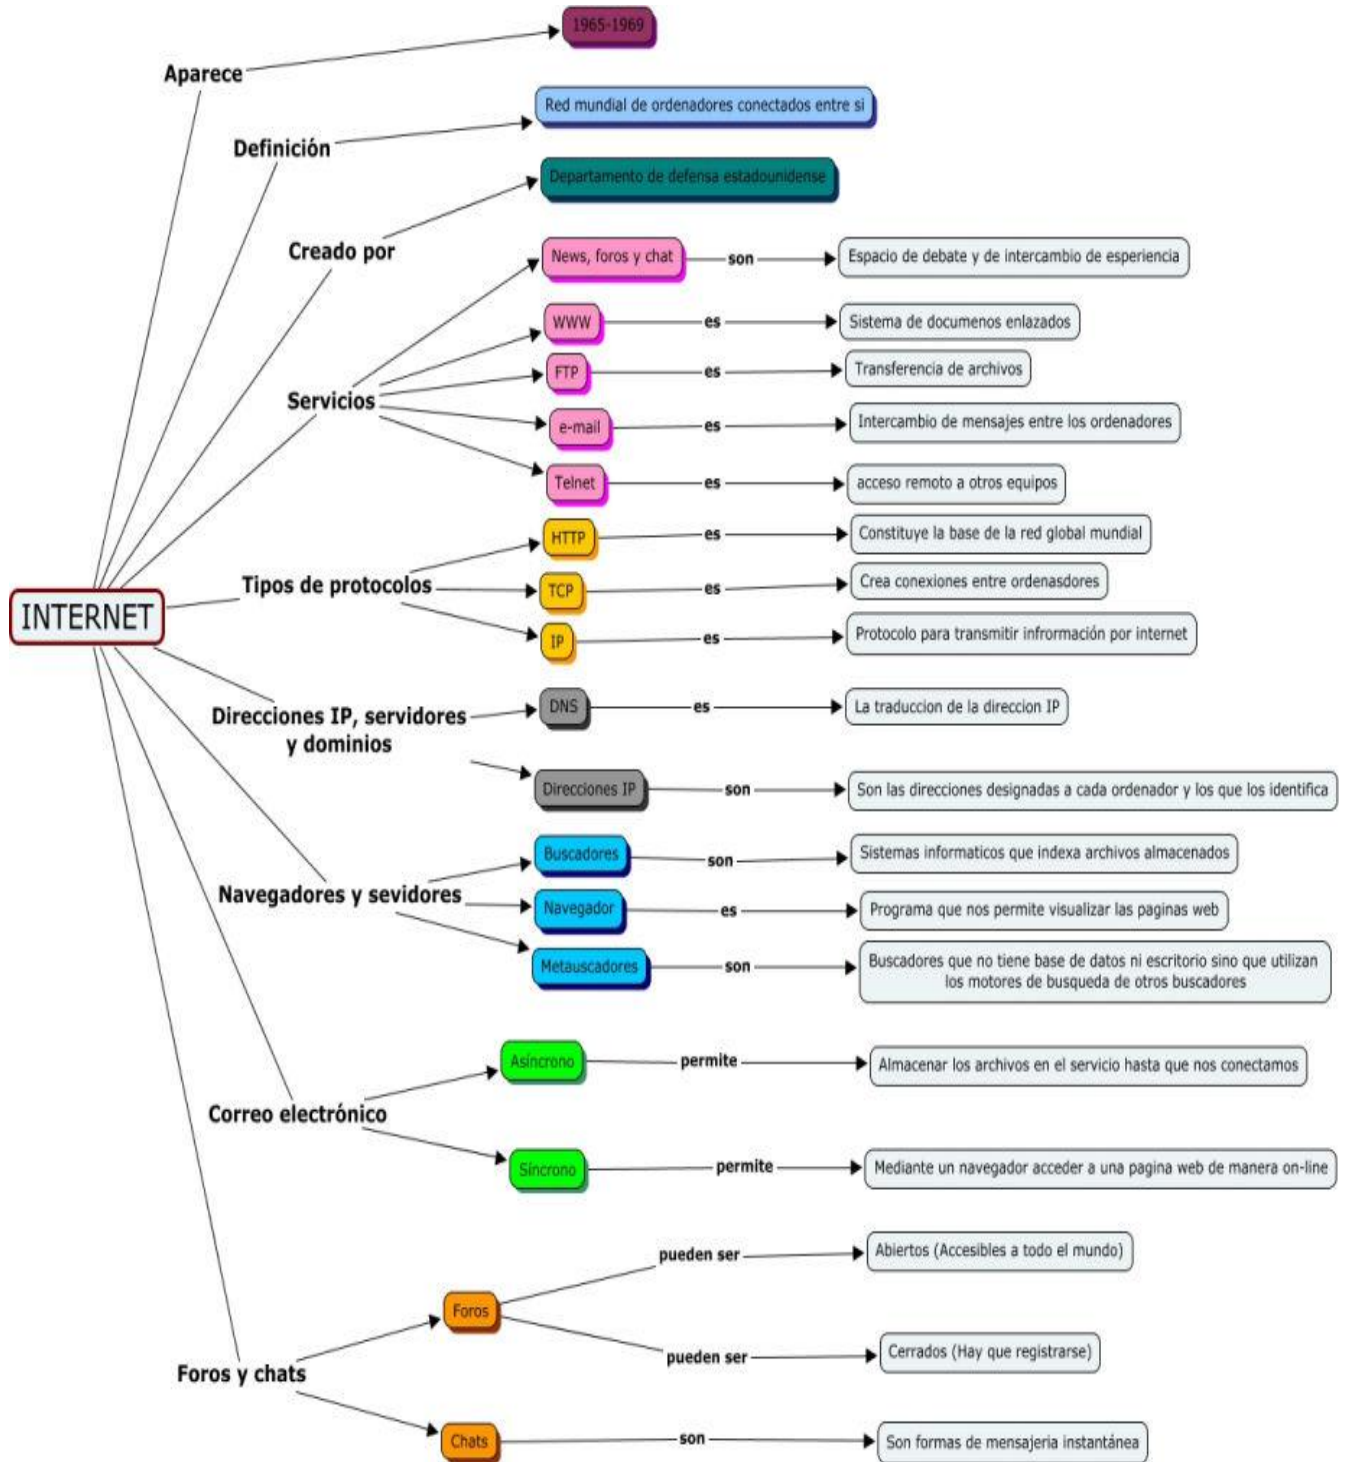 1965-1969
Aparece
Red mundial de ordenadores conectados entre si
Definición
Departamento de defensa estadounidense
Creado por
News, foros y chat son Espacio de debate y de intercambio de esperiencia
WWW es Sistema de documenos enlazados
FTP es Transferencia de archivos
Servicios
e-mail es Intercambio de mensajes entre los ordenadores
Telnet es acceso remoto a otros equipos
HTTP es Constituye la base de la red global mundial
Tipos de protocolos
TCP es Crea conexiones entre ordenasdores
INTERNET
IP es Protocolo para transmitir infrormación por internet
Direcciones IP, servidores
y dominios
DNS es La traduccion de la direccion IP
Direcciones IP son Son las direcciones designadas a cada ordenador y los que los identifica
Buscadores son Sistemas informaticos que indexa archivos almacenados
Navegadores y sevidores
Navegador es Programa que nos permite visualizar las paginas web
Metauscadores son Buscadores que no tiene base de datos ni escritorio sino que utilizan
los motores de busqueda de otros buscadores
Asíncrono permite Almacenar los archivos en el servicio hasta que nos conectamos
Correo electrónico
Síncrono permite Mediante un navegador acceder a una pagina web de manera on-line
pueden ser Abiertos (Accesibles a todo el mundo)
Foros
pueden ser Cerrados (Hay que registrarse)
Foros y chats
Chats son Son formas de mensajeria instantánea